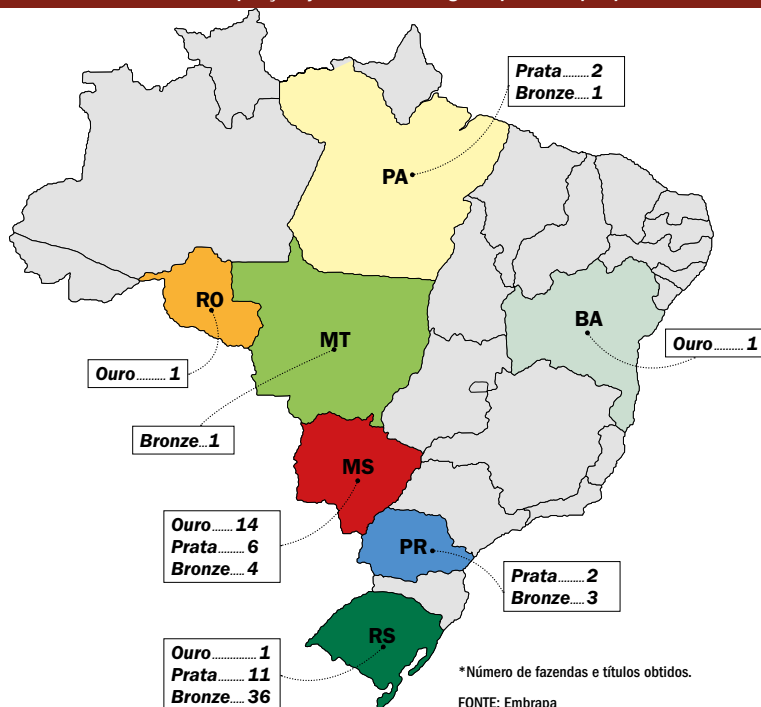 Prata.........2
Bronze.....1
PA
RO
MT
BA
Ouro..........1
Ouro.........1
Bronze...1
MS
Ouro.......14
Prata.......6
Bronze.....4
PR
Prata.........2
Bronze.....3
RS
Ouro...............1
Prata..........11
Bronze.....36
*Número de fazendas e títulos obtidos.
FONTE: Embrapa